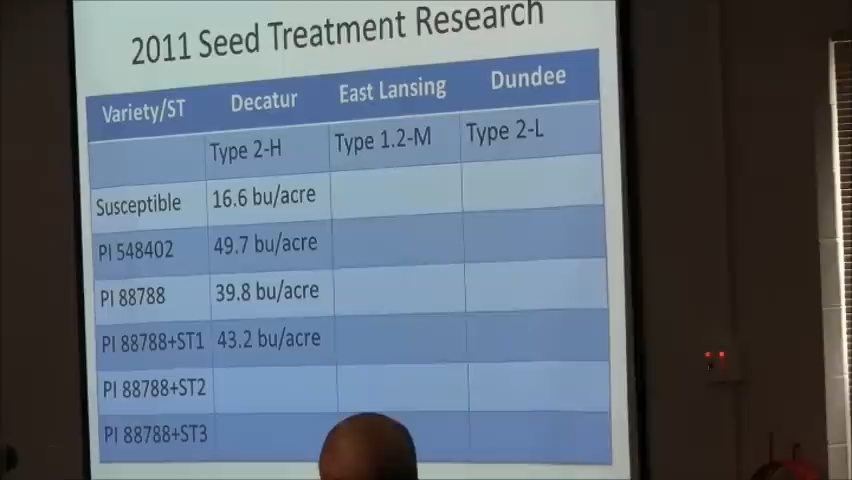 2011 Seed Treatment Research
Variety/ST Decatur East Lansing Dundee
Type 2-H Type 1.2-M Type 2-L
Susceptible 16.6 bu/acre
PI 548402 49.7 bu/acre
PI 88788 39.8 bu/acre
PI 88788+ST1 43.2 bu/acre
PI 88788+ST2
PI 88788+ST3